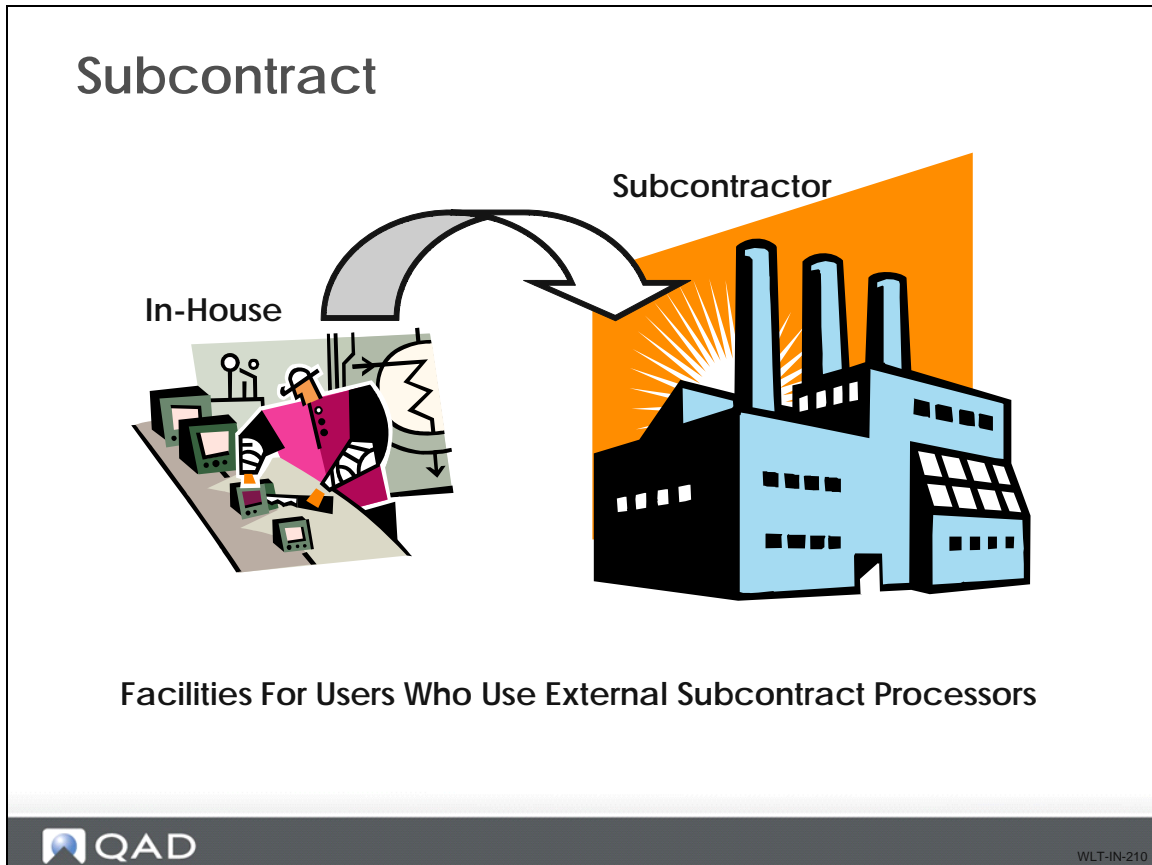 Subcontract
Subcontractor
In-House
Facilities For Users Who Use External Subcontract Processors
QAD
WLT-IN-210